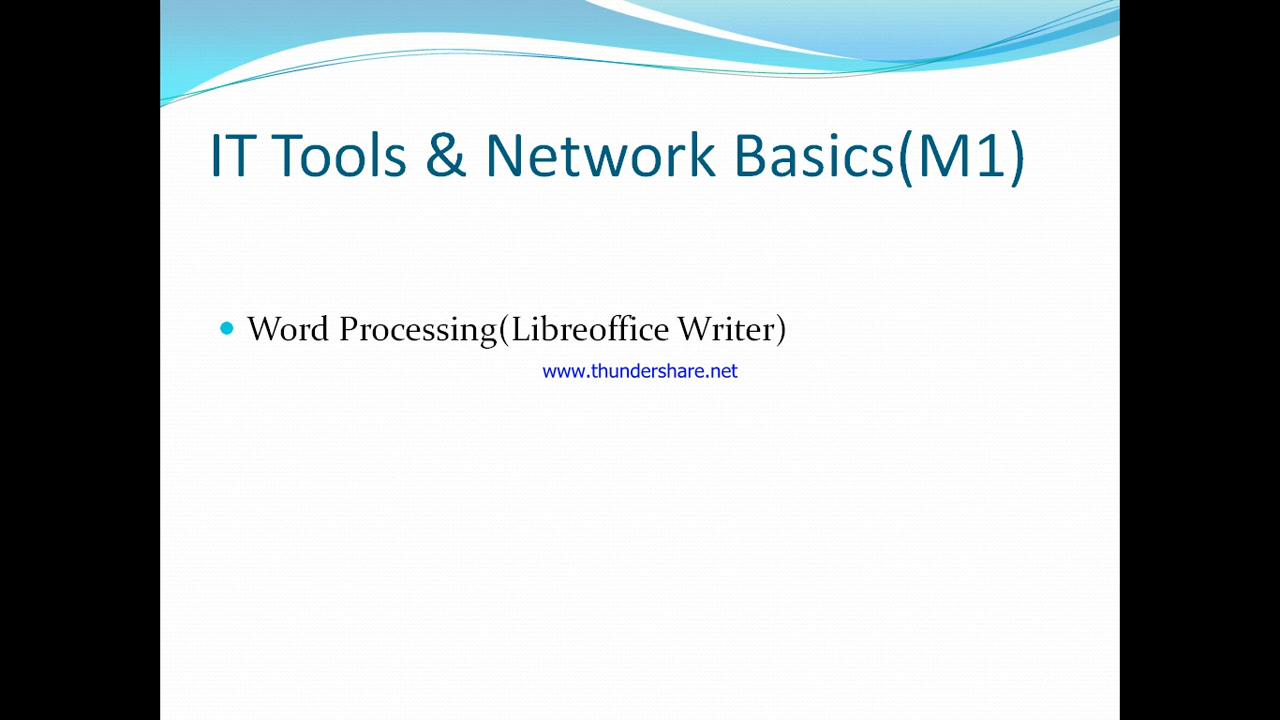 IT Tools & Network Basics(M1)
Word Processing(Libreoffice Writer)
www.thundershare.net